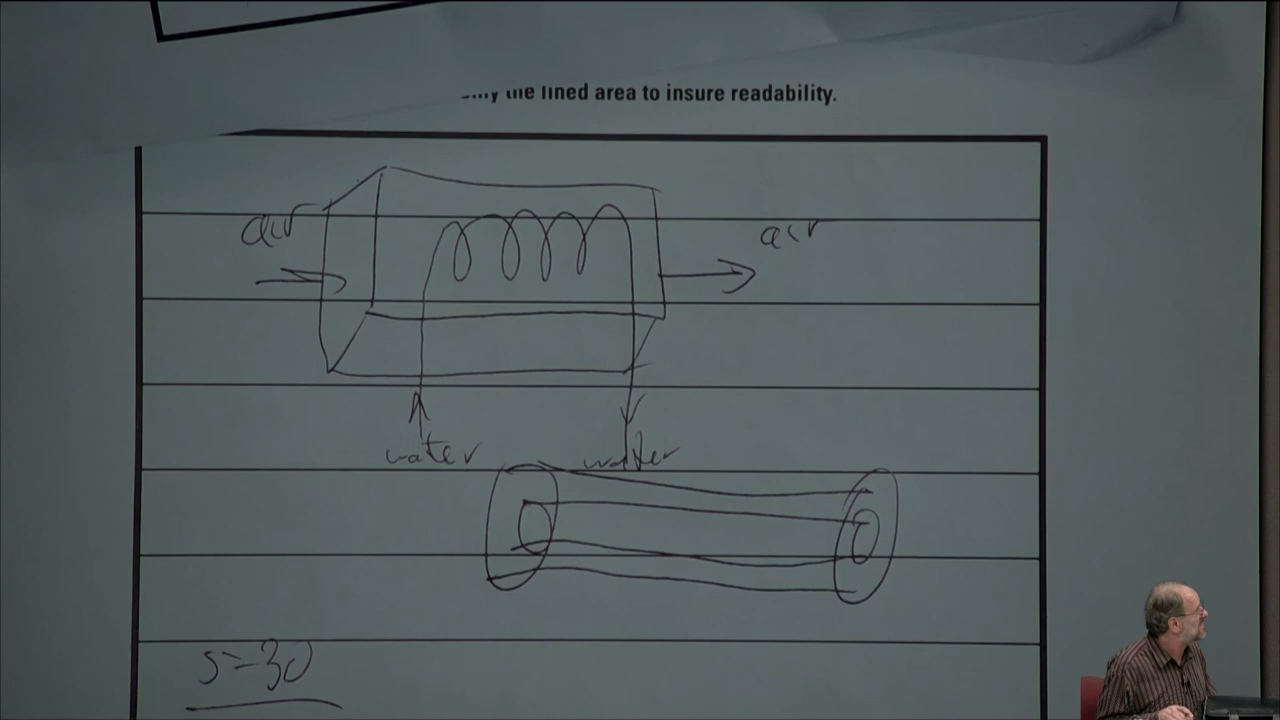 the lined area to insure readability.
air
air
water
water
5-30